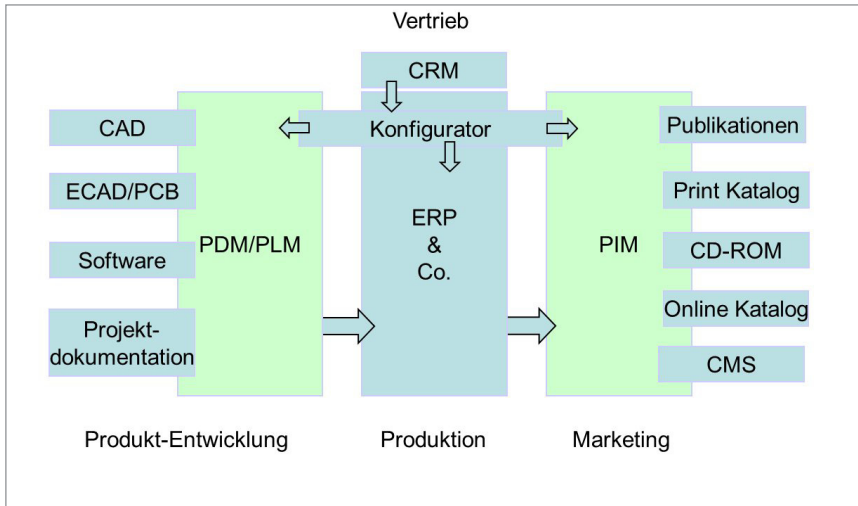 Vertrieb
CRM
Konfigurator
CAD
ECAD/PCB
Software
Projekt-
dokumentation
PDM/PLM
ERP
&
Co.
PIM
Publikationen
Print Katalog
CD-ROM
Online Katalog
CMS
Produkt-Entwicklung
Produktion
Marketing